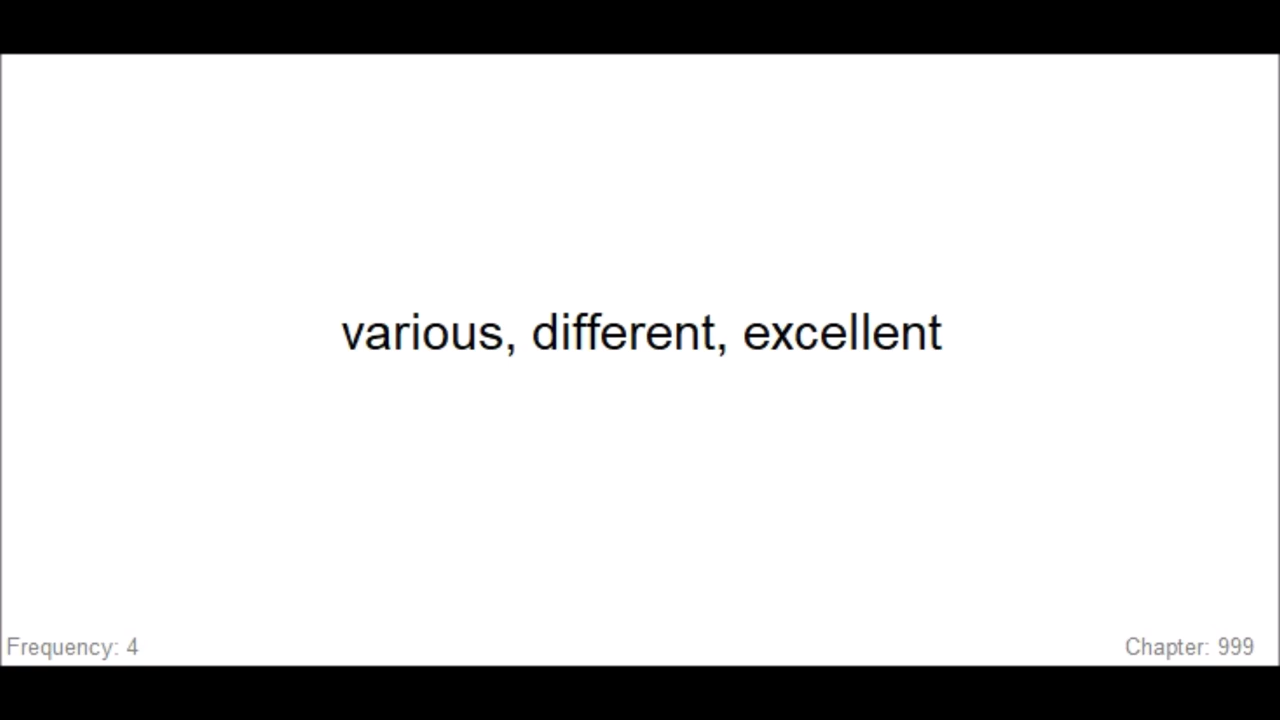 various, different, excellent
Frequency: 4
Chapter: 999